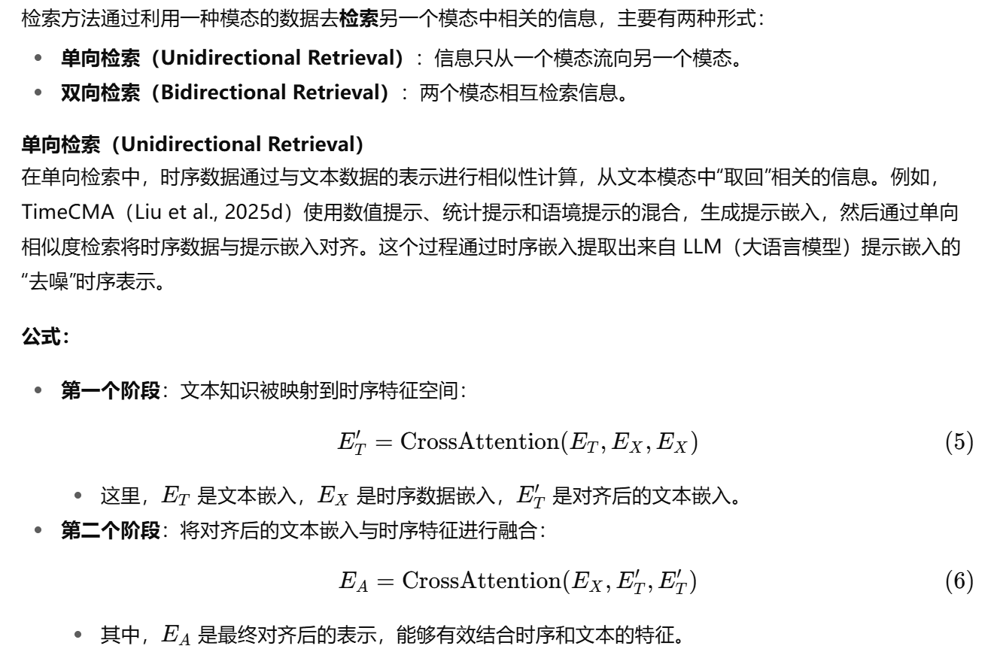 检索方法通过利用一种模态的数据去检索另一个模态中相关的信息，主要有两种形式：
• 单向检索（Unidirectional Retrieval）：信息只从一个模态流向另一个模态。
• 双向检索（Bidirectional Retrieval）：两个模态相互检索信息。
单向检索（Unidirectional Retrieval）
在单向检索中，时序数据通过与文本数据的表示进行相似性计算，从文本模态中“取回”相关的信息。例如，
TimeCMA（Liu et al., 2025d）使用数值提示、统计提示和语境提示的混合，生成提示嵌入，然后通过单向
相似度检索将时序数据与提示嵌入对齐。这个过程通过时序嵌入提取出来自 LLM（大语言模型）提示嵌入的
“去噪”时序表示。
公式：
• 第一个阶段：文本知识被映射到时序特征空间：
E′_T = CrossAttention(E_T, E_X, E_X) (5)
• 这里，E_T 是文本嵌入，E_X 是时序数据嵌入，E′_T 是对齐后的文本嵌入。
• 第二个阶段：将对齐后的文本嵌入与时序特征进行融合：
E_A = CrossAttention(E_X, E′_T, E′_T) (6)
• 其中，E_A 是最终对齐后的表示，能够有效结合时序和文本的特征。